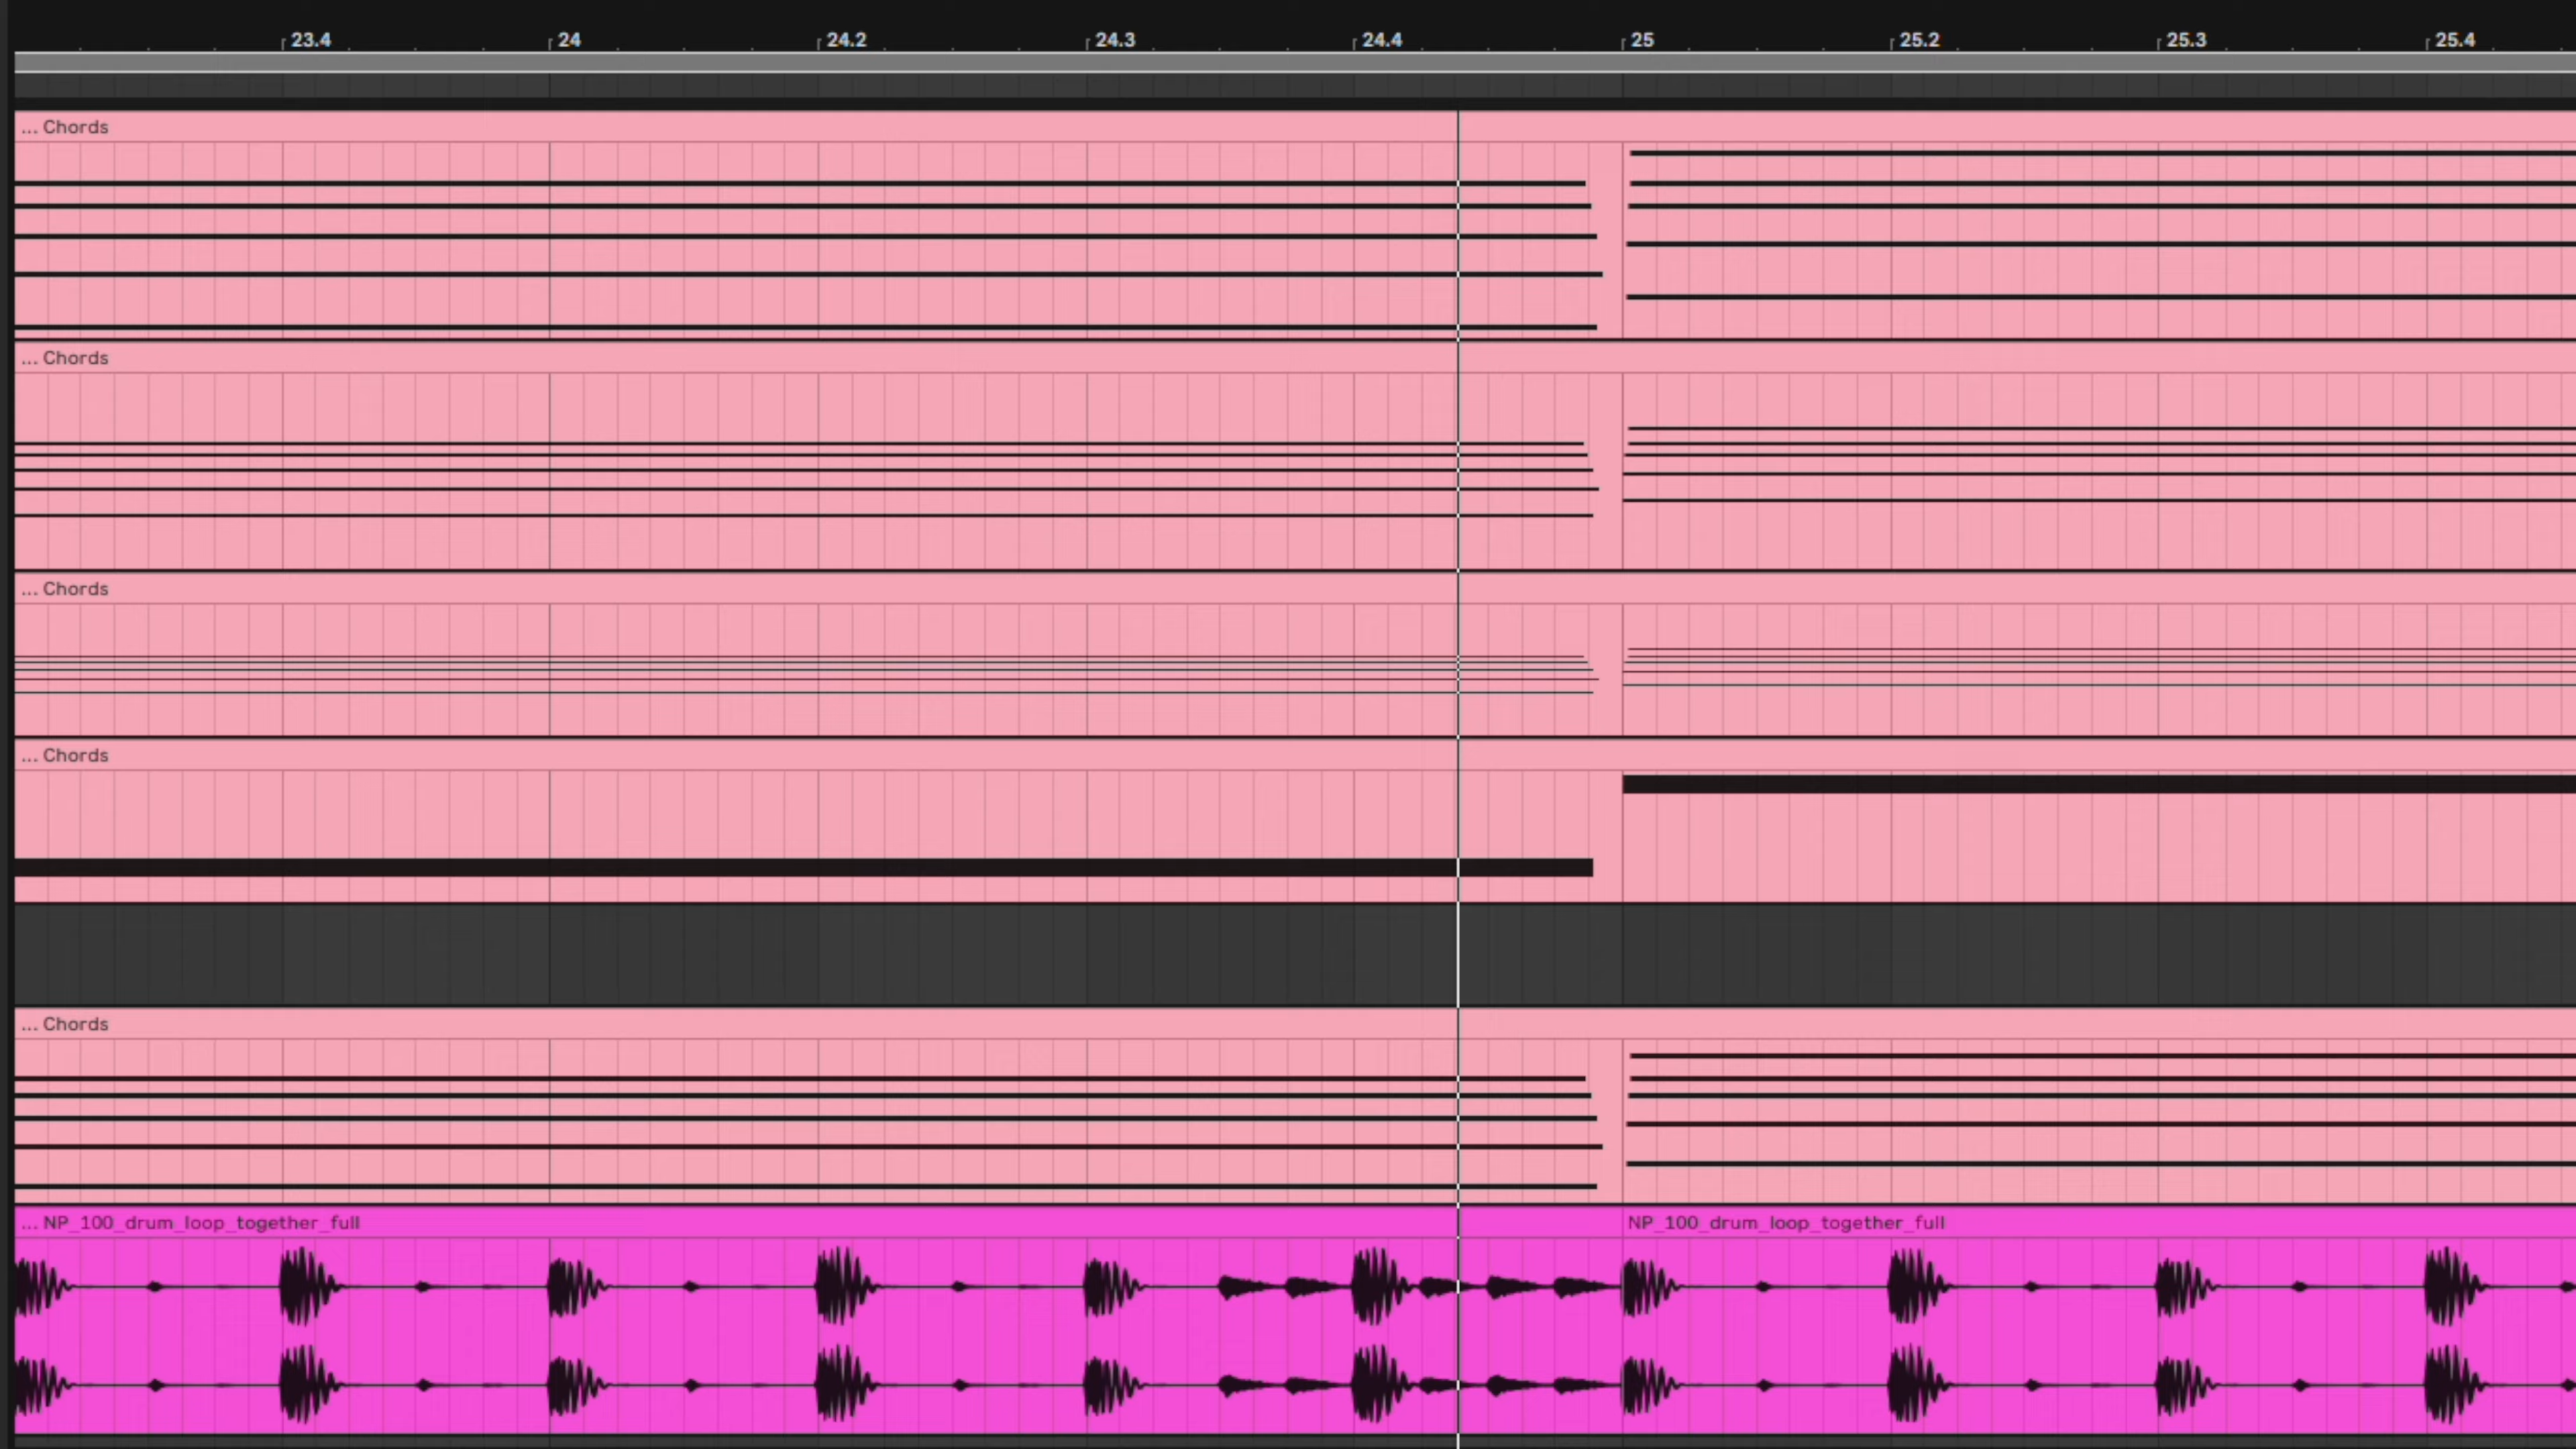 23.4 24 24.2 24.3 24.4 25 25.2 25.3 25.4
... Chords
... Chords
... Chords
... Chords
... Chords
... NP_100_drum_loop_together_full NP_100_drum_loop_together_full